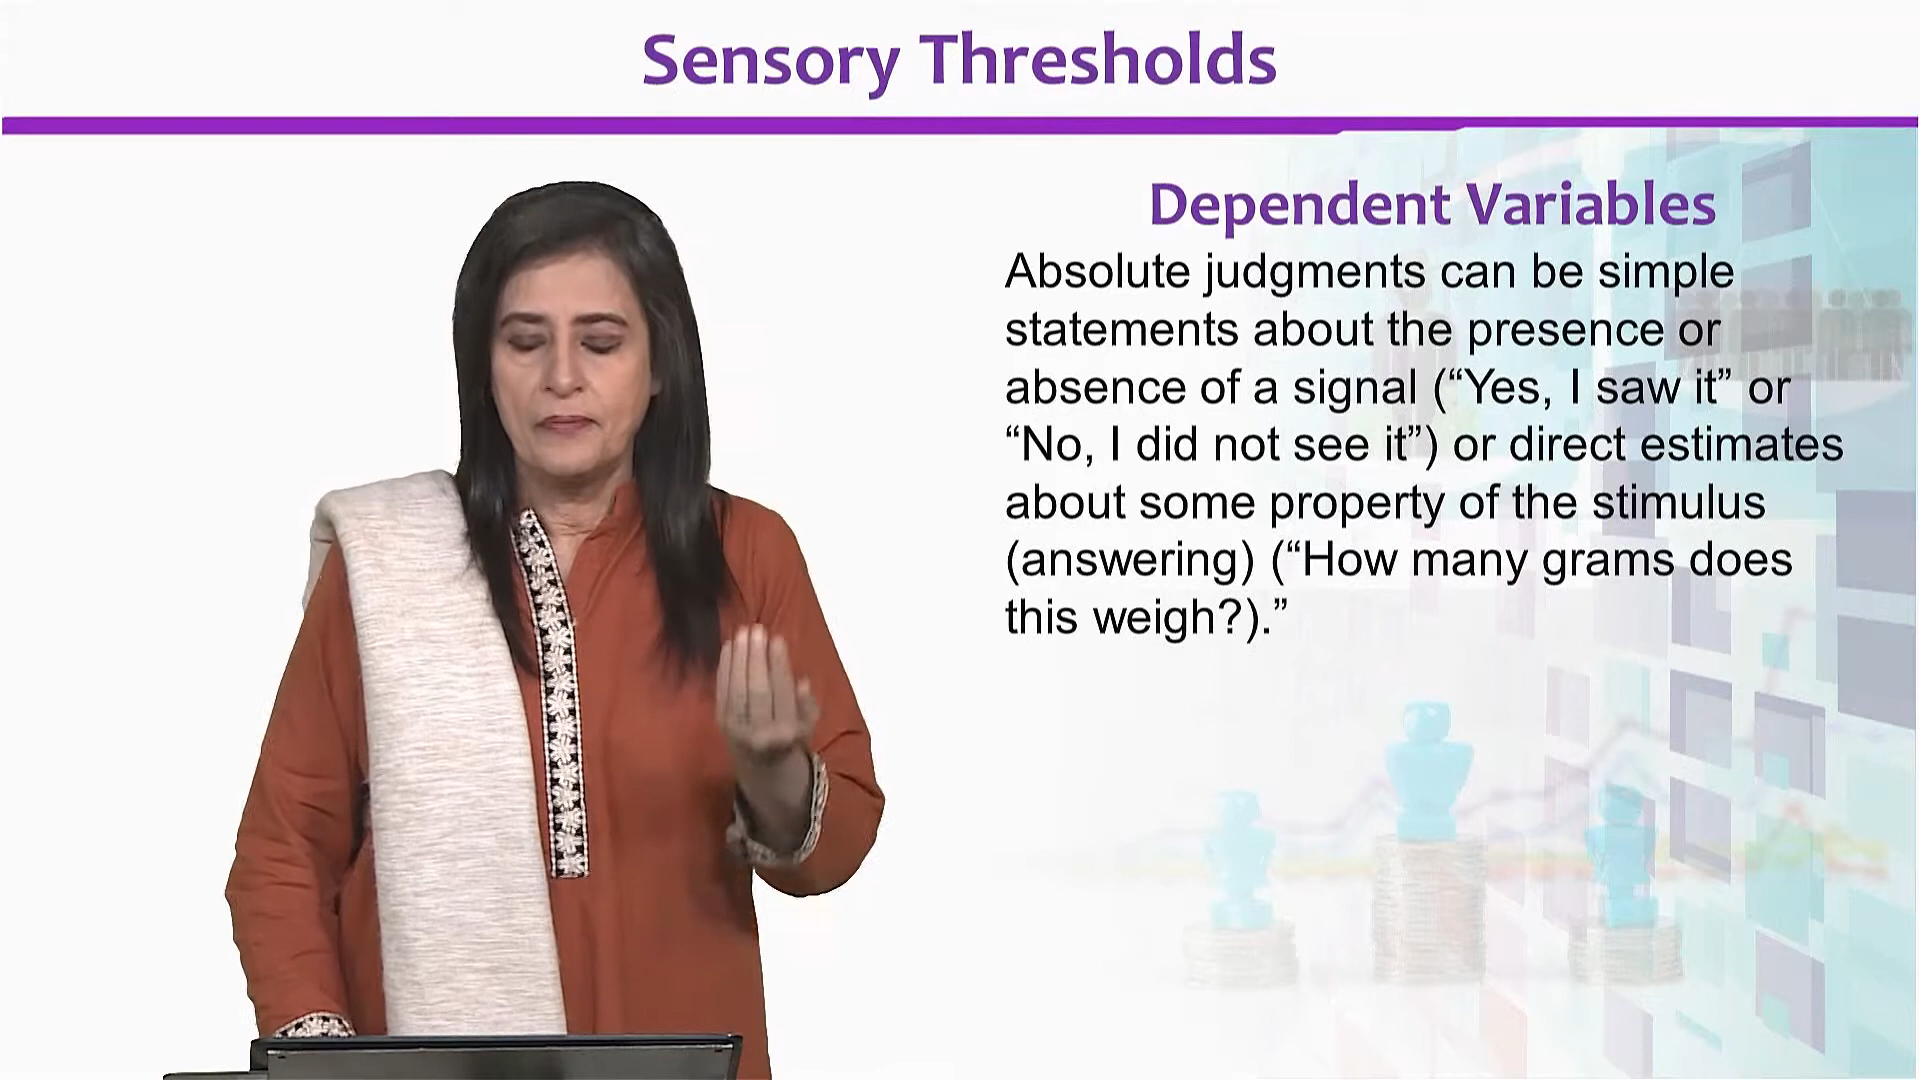 Sensory Thresholds
Dependent Variables
Absolute judgments can be simple
statements about the presence or
absence of a signal (“Yes, I saw it” or
“No, I did not see it”) or direct estimates
about some property of the stimulus
(answering) (“How many grams does
this weigh?).”